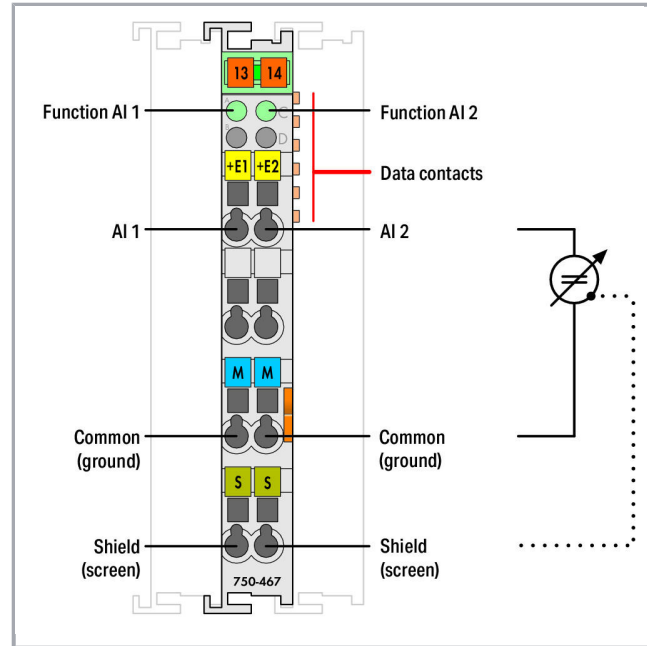 13 14
A C
Function AI 1 Function AI 2
B D
+E1 +E2
Data contacts
AI 1 AI 2
M M
Common
(ground)
Common
(ground)
S S
Shield
(screen)
Shield
(screen)
750-467